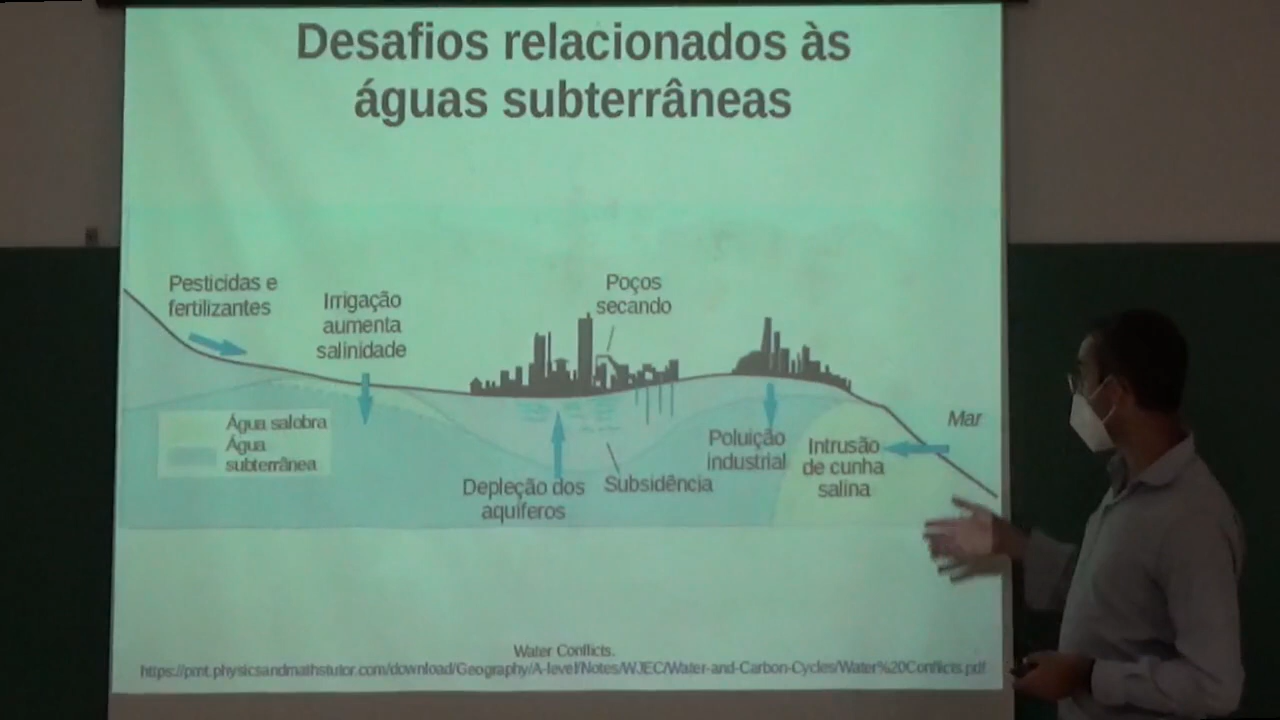 Desafios relacionados às
águas subterrâneas
Pesticidas e
fertilizantes
Irrigação
aumenta
salinidade
Poços
secando
Mar
Água salobra
Água
subterrânea
Depleção dos
aquíferos
Subsidência
Poluição
industrial
Intrusão
de cunha
salina
Water Conflicts.
https://pmt.physicsandmathstutor.com/download/Geography/A-level/Notes/WJEC/Water-and-Carbon-Cycles/Water%20Conflicts.pdf